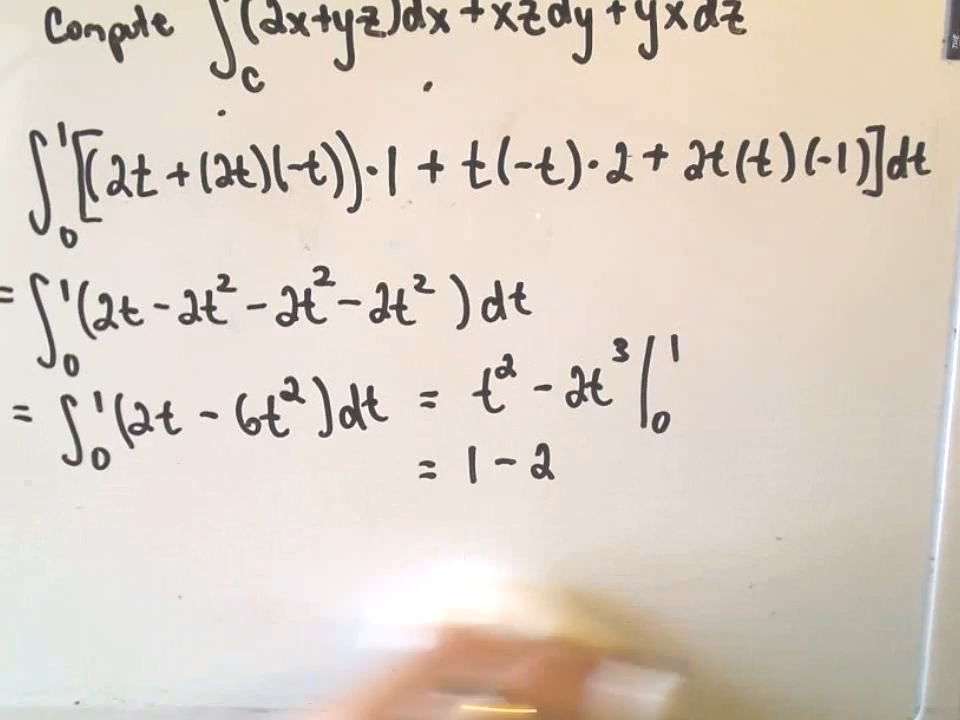 Compute ∫_C (2x+yz)dx + xz dy + yx dz
∫_0^1 [(2t + (2t)(-t))·1 + t(-t)·2 + 2t(t)(-1)]dt
= ∫_0^1 (2t - 2t² - 2t² - 2t²)dt
= ∫_0^1 (2t - 6t²)dt = t² - 2t³ |_0^1
= 1 - 2